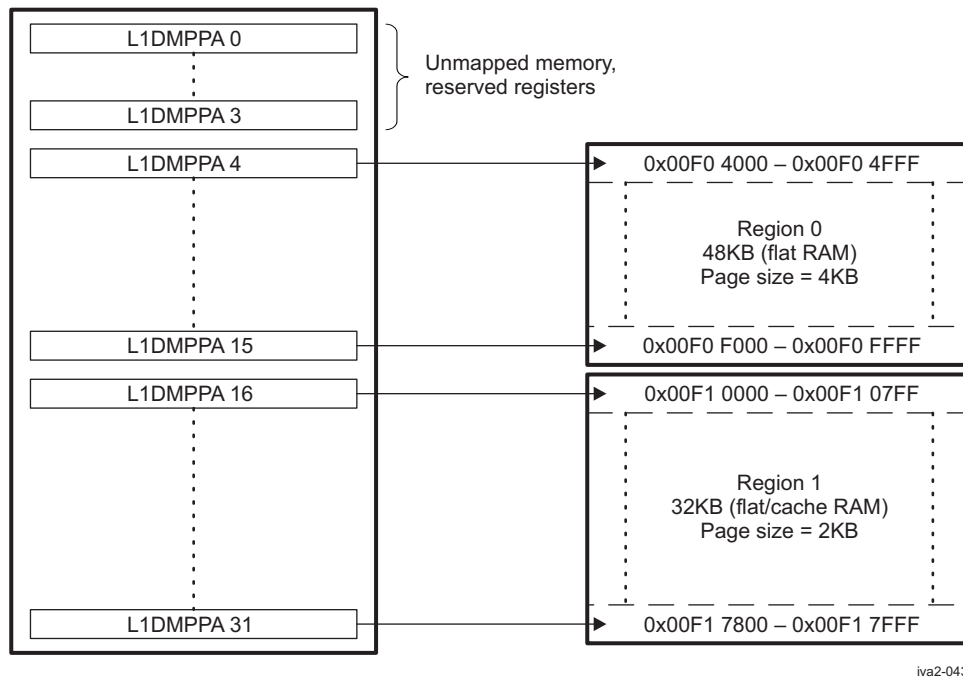 L1DMPPA 0
Unmapped memory,
reserved registers
L1DMPPA 3
L1DMPPA 4
0x00F0 4000 – 0x00F0 4FFF
Region 0
48KB (flat RAM)
Page size = 4KB
L1DMPPA 15
0x00F0 F000 – 0x00F0 FFFF
L1DMPPA 16
0x00F1 0000 – 0x00F1 07FF
Region 1
32KB (flat/cache RAM)
Page size = 2KB
L1DMPPA 31
0x00F1 7800 – 0x00F1 7FFF
iva2-043